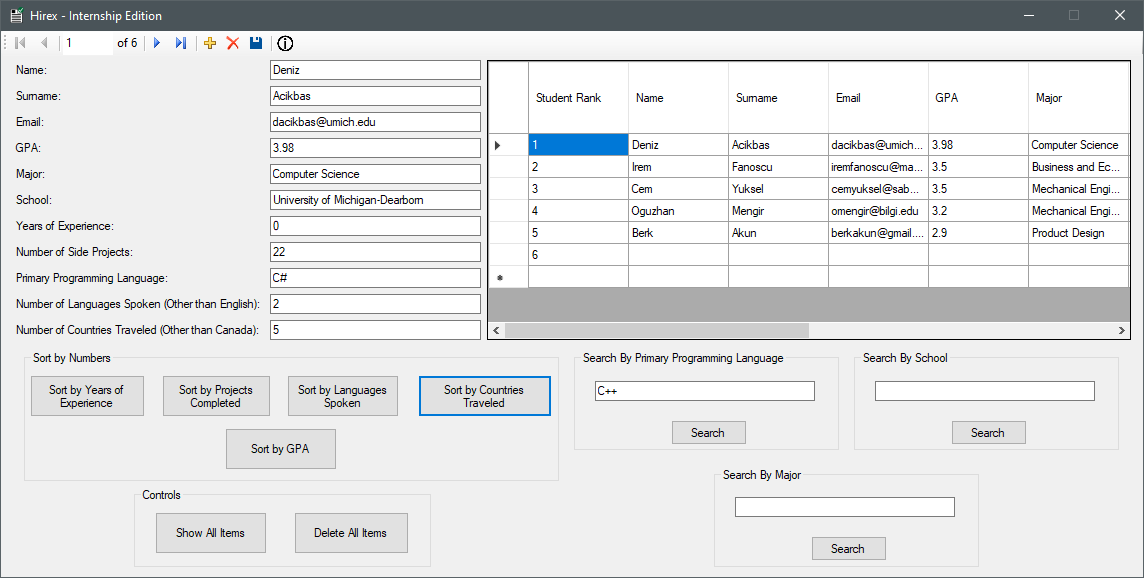 Hirex - Internship Edition
1 of 6
Name: Deniz
Surname: Acikbas
Email: dacikbas@umich.edu
GPA: 3.98
Major: Computer Science
School: University of Michigan-Dearborn
Years of Experience: 0
Number of Side Projects: 22
Primary Programming Language: C#
Number of Languages Spoken (Other than English): 2
Number of Countries Traveled (Other than Canada): 5
Student Rank Name Surname Email GPA Major
1 Deniz Acikbas dacikbas@umich... 3.98 Computer Science
2 Irem Fanoscu iremfanoscu@ma... 3.5 Business and Ec...
3 Cem Yuksel cemyuksel@sab... 3.5 Mechanical Engi...
4 Oguzhan Mengir omengir@bilgi.edu 3.2 Mechanical Engi...
5 Berk Akun berkakun@gmail.... 2.9 Product Design
6
Sort by Numbers
Sort by Years of
Experience
Sort by Projects
Completed
Sort by Languages
Spoken
Sort by Countries
Traveled
Sort by GPA
Search By Primary Programming Language
C++
Search
Search By School
Search
Controls
Show All Items
Delete All Items
Search By Major
Search